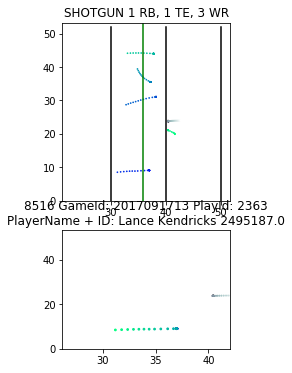 SHOTGUN 1 RB, 1 TE, 3 WR
50
40
30
20
10
0
30 40 50
8516 GameId: 2017091713 PlayId: 2363
PlayerName + ID: Lance Kendricks 2495187.0
40
20
0
30 35 40